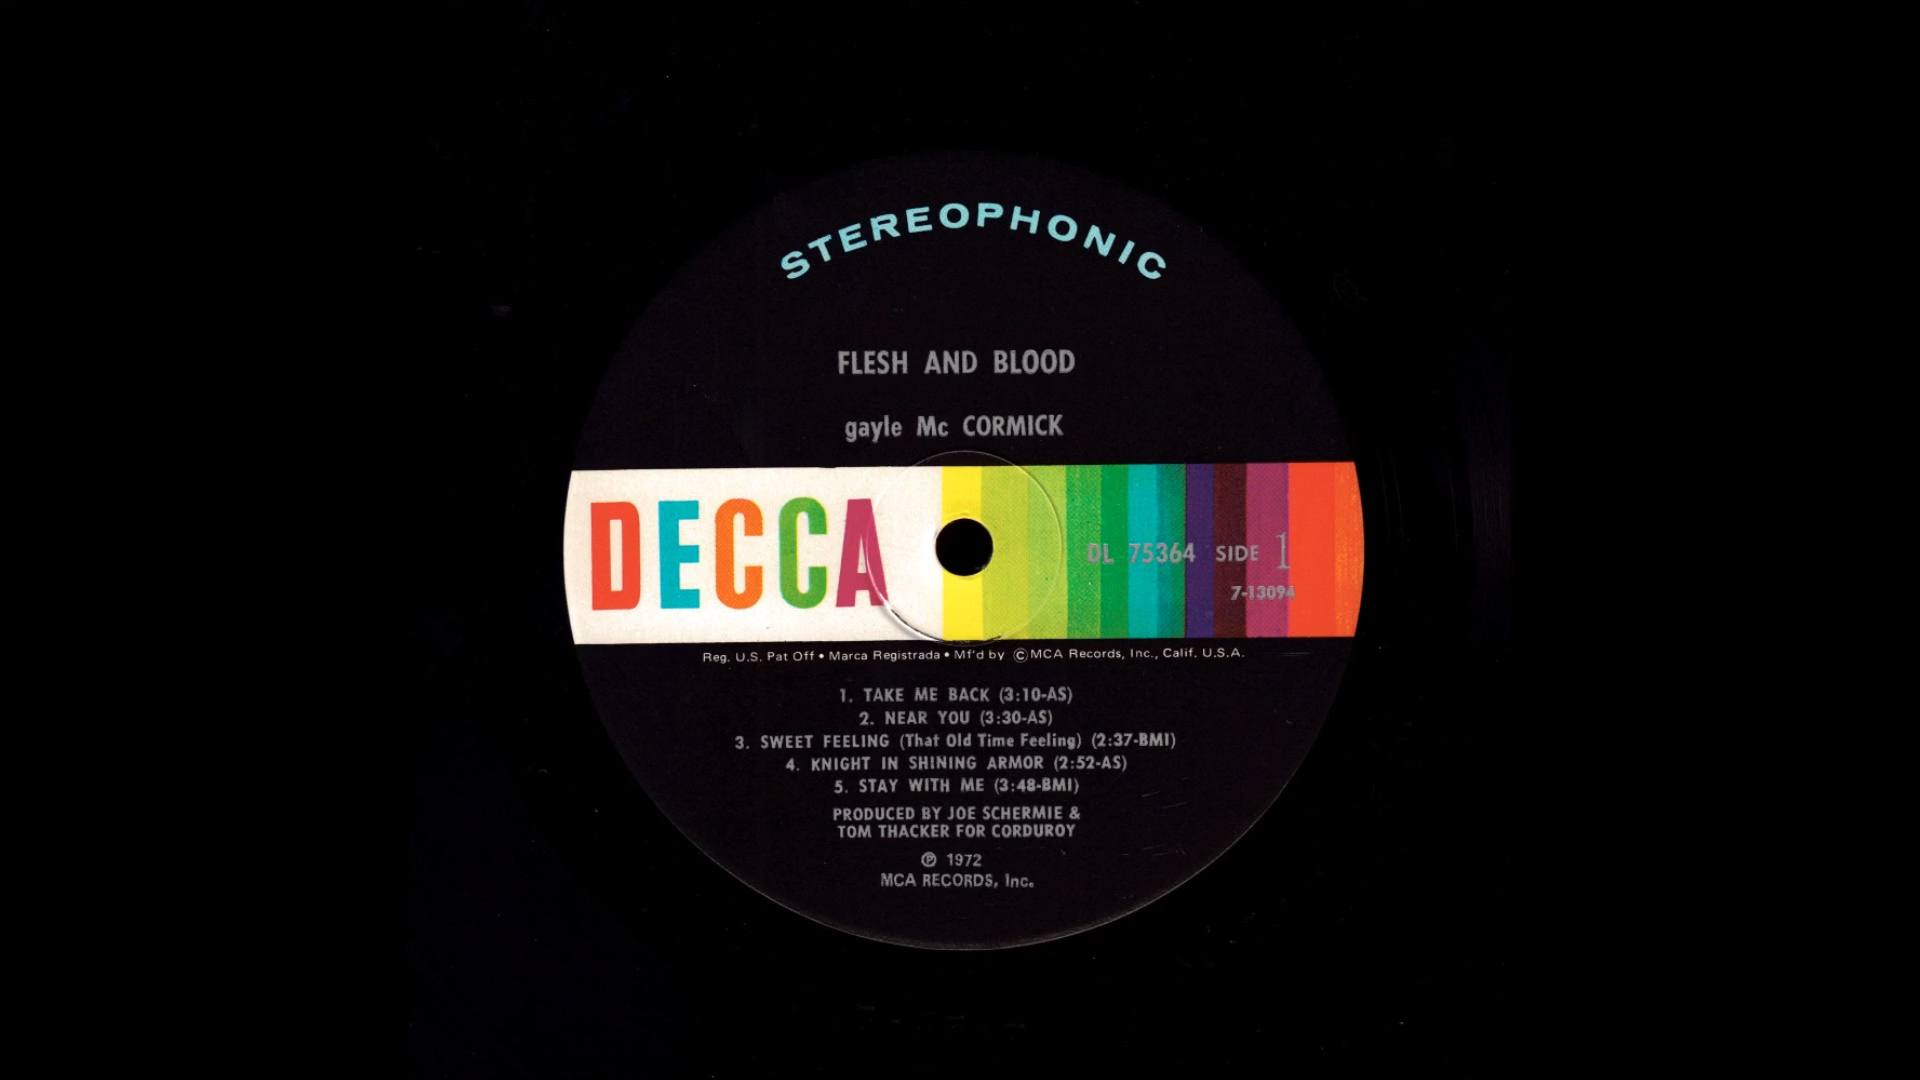 STEREOPHONIC
FLESH AND BLOOD
gayle Mc CORMICK
DECCA
DL 75364 SIDE 1
7-13094
Reg. U.S. Pat Off • Marca Registrada • Mf'd by ©MCA Records, Inc., Calif. U.S.A.
1. TAKE ME BACK (3:10-AS)
2. NEAR YOU (3:30-AS)
3. SWEET FEELING (That Old Time Feeling) (2:37-BMI)
4. KNIGHT IN SHINING ARMOR (2:52-AS)
5. STAY WITH ME (3:48-BMI)
PRODUCED BY JOE SCHERMIE &
TOM THACKER FOR CORDUROY
℗ 1972
MCA RECORDS, Inc.